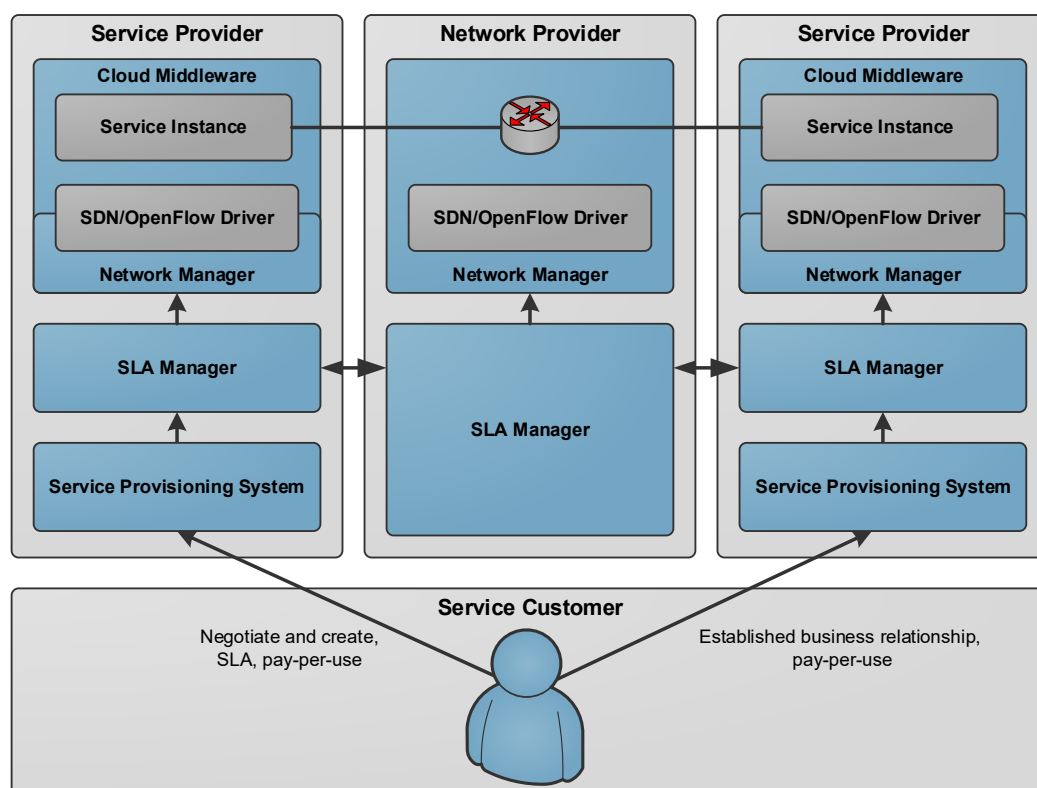 Service Provider
Cloud Middleware
Service Instance
SDN/OpenFlow Driver
Network Manager
SLA Manager
Service Provisioning System
Network Provider
SDN/OpenFlow Driver
Network Manager
SLA Manager
Service Provider
Cloud Middleware
Service Instance
SDN/OpenFlow Driver
Network Manager
SLA Manager
Service Provisioning System
Service Customer
Negotiate and create,
SLA, pay-per-use
Established business relationship,
pay-per-use